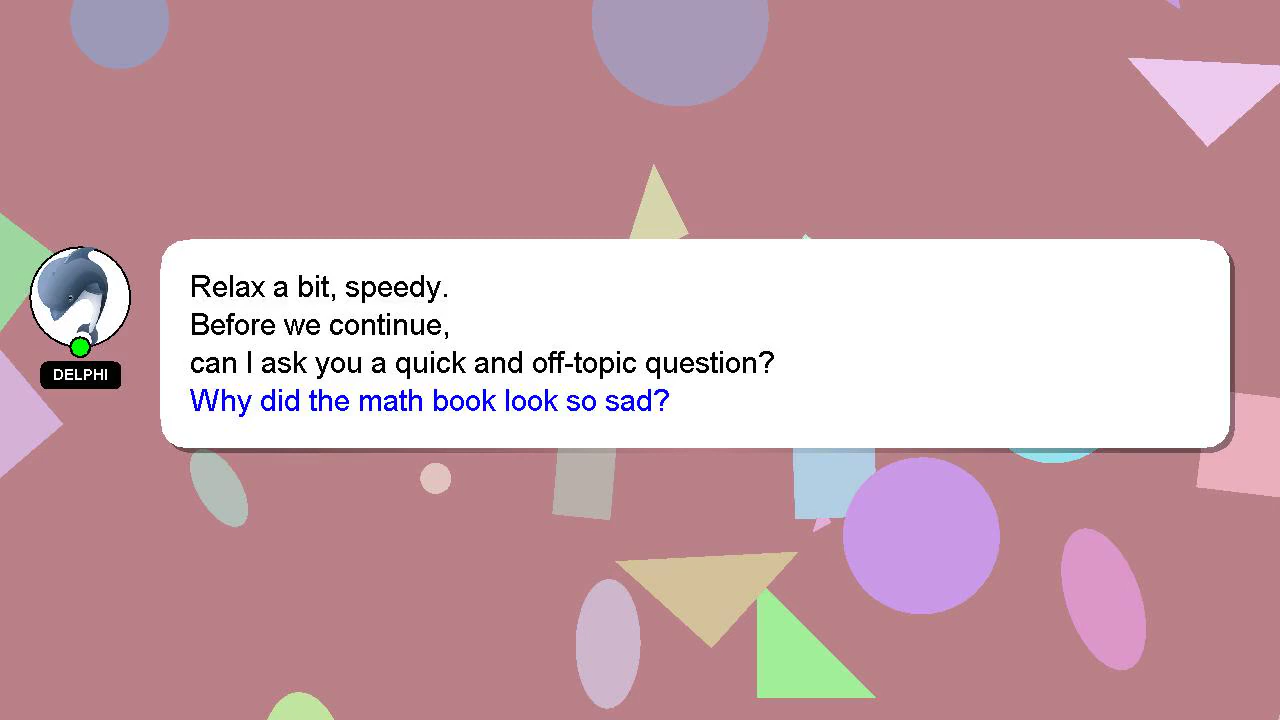 Relax a bit, speedy.
Before we continue,
can I ask you a quick and off-topic question?
Why did the math book look so sad?
DELPHI